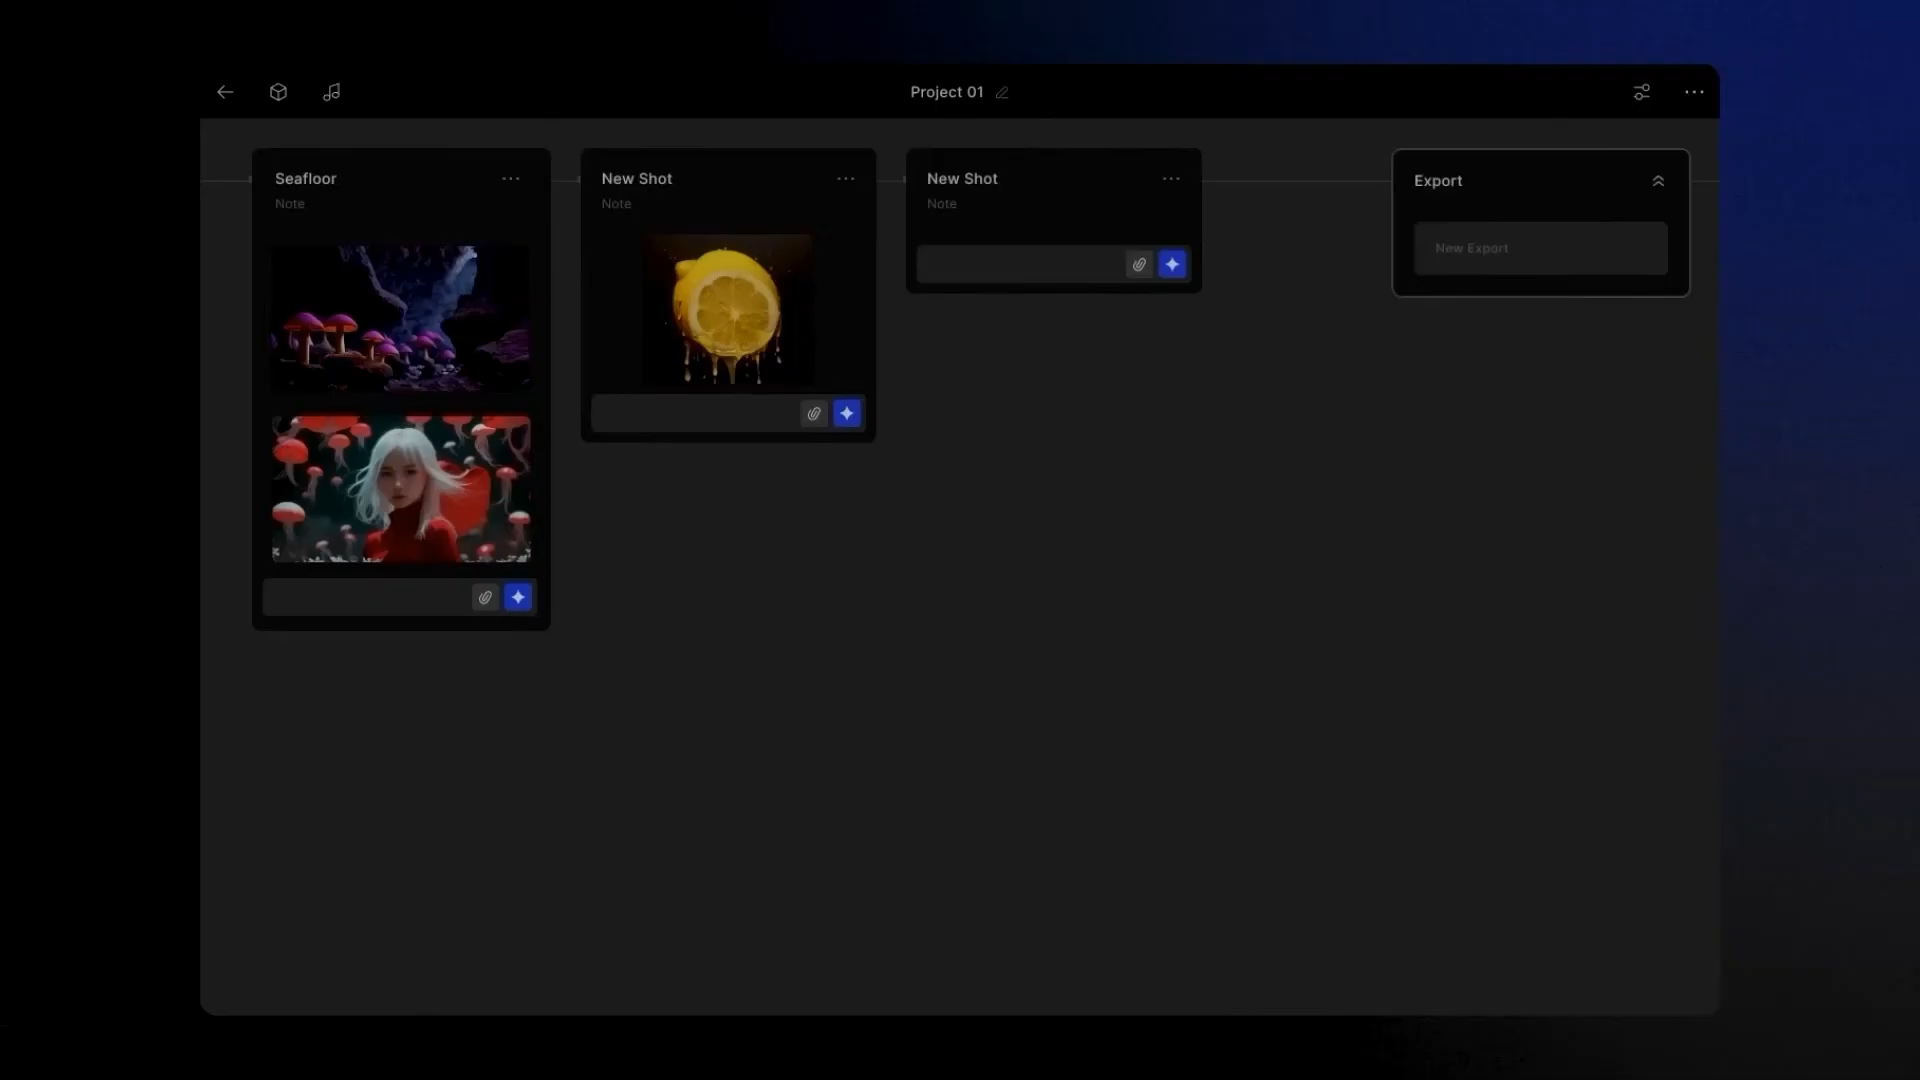 Project 01
Seafloor
Note
New Shot
Note
New Shot
Note
Export
New Export